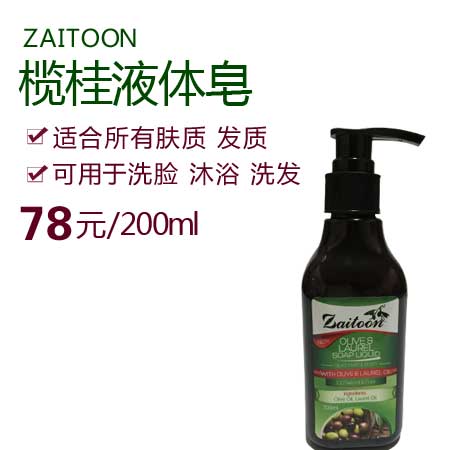 ZAITOON
榄桂液体皂
适合所有肤质 发质
可用于洗脸 沐浴 洗发
78元/200ml
Zaitoon
OLIVE &
LAUREL
SOAP LIQUID
WITH OLIVE & LAUREL OIL
Ingredients
Olive Oil, Laurel Oil